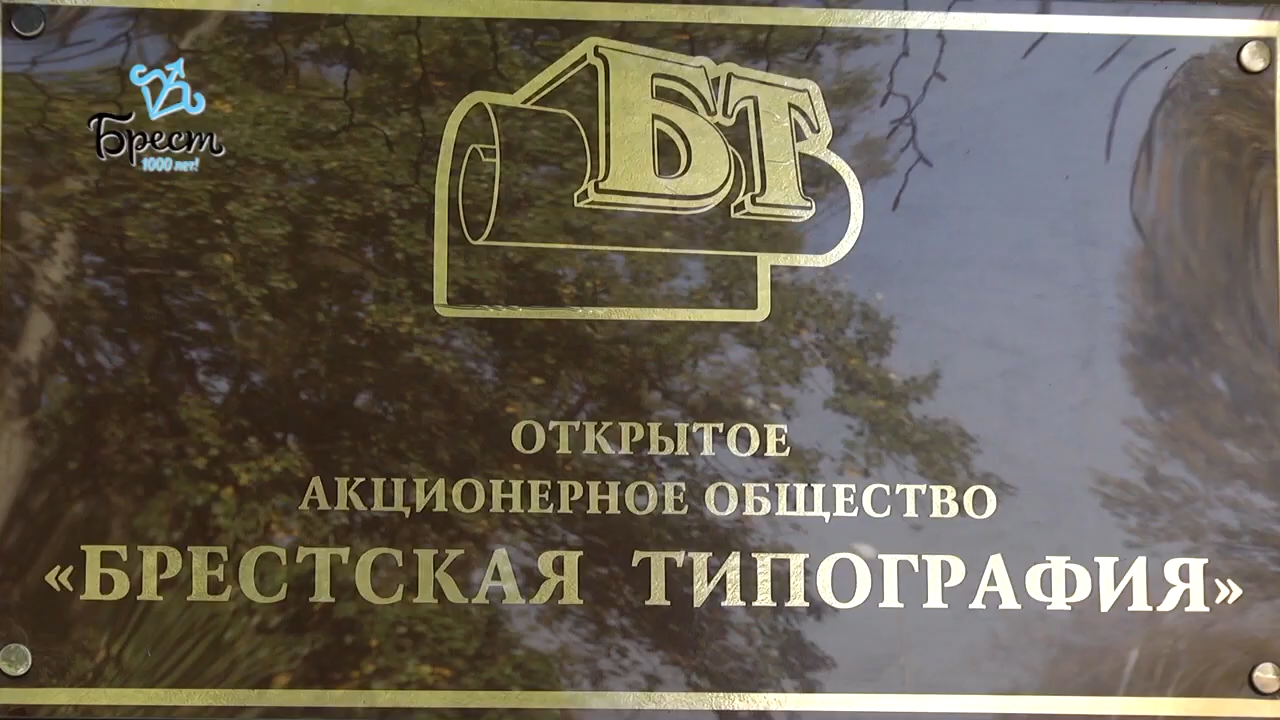 Брест
1000 лет!
БТ
ОТКРЫТОЕ
АКЦИОНЕРНОЕ ОБЩЕСТВО
«БРЕСТСКАЯ ТИПОГРАФИЯ»